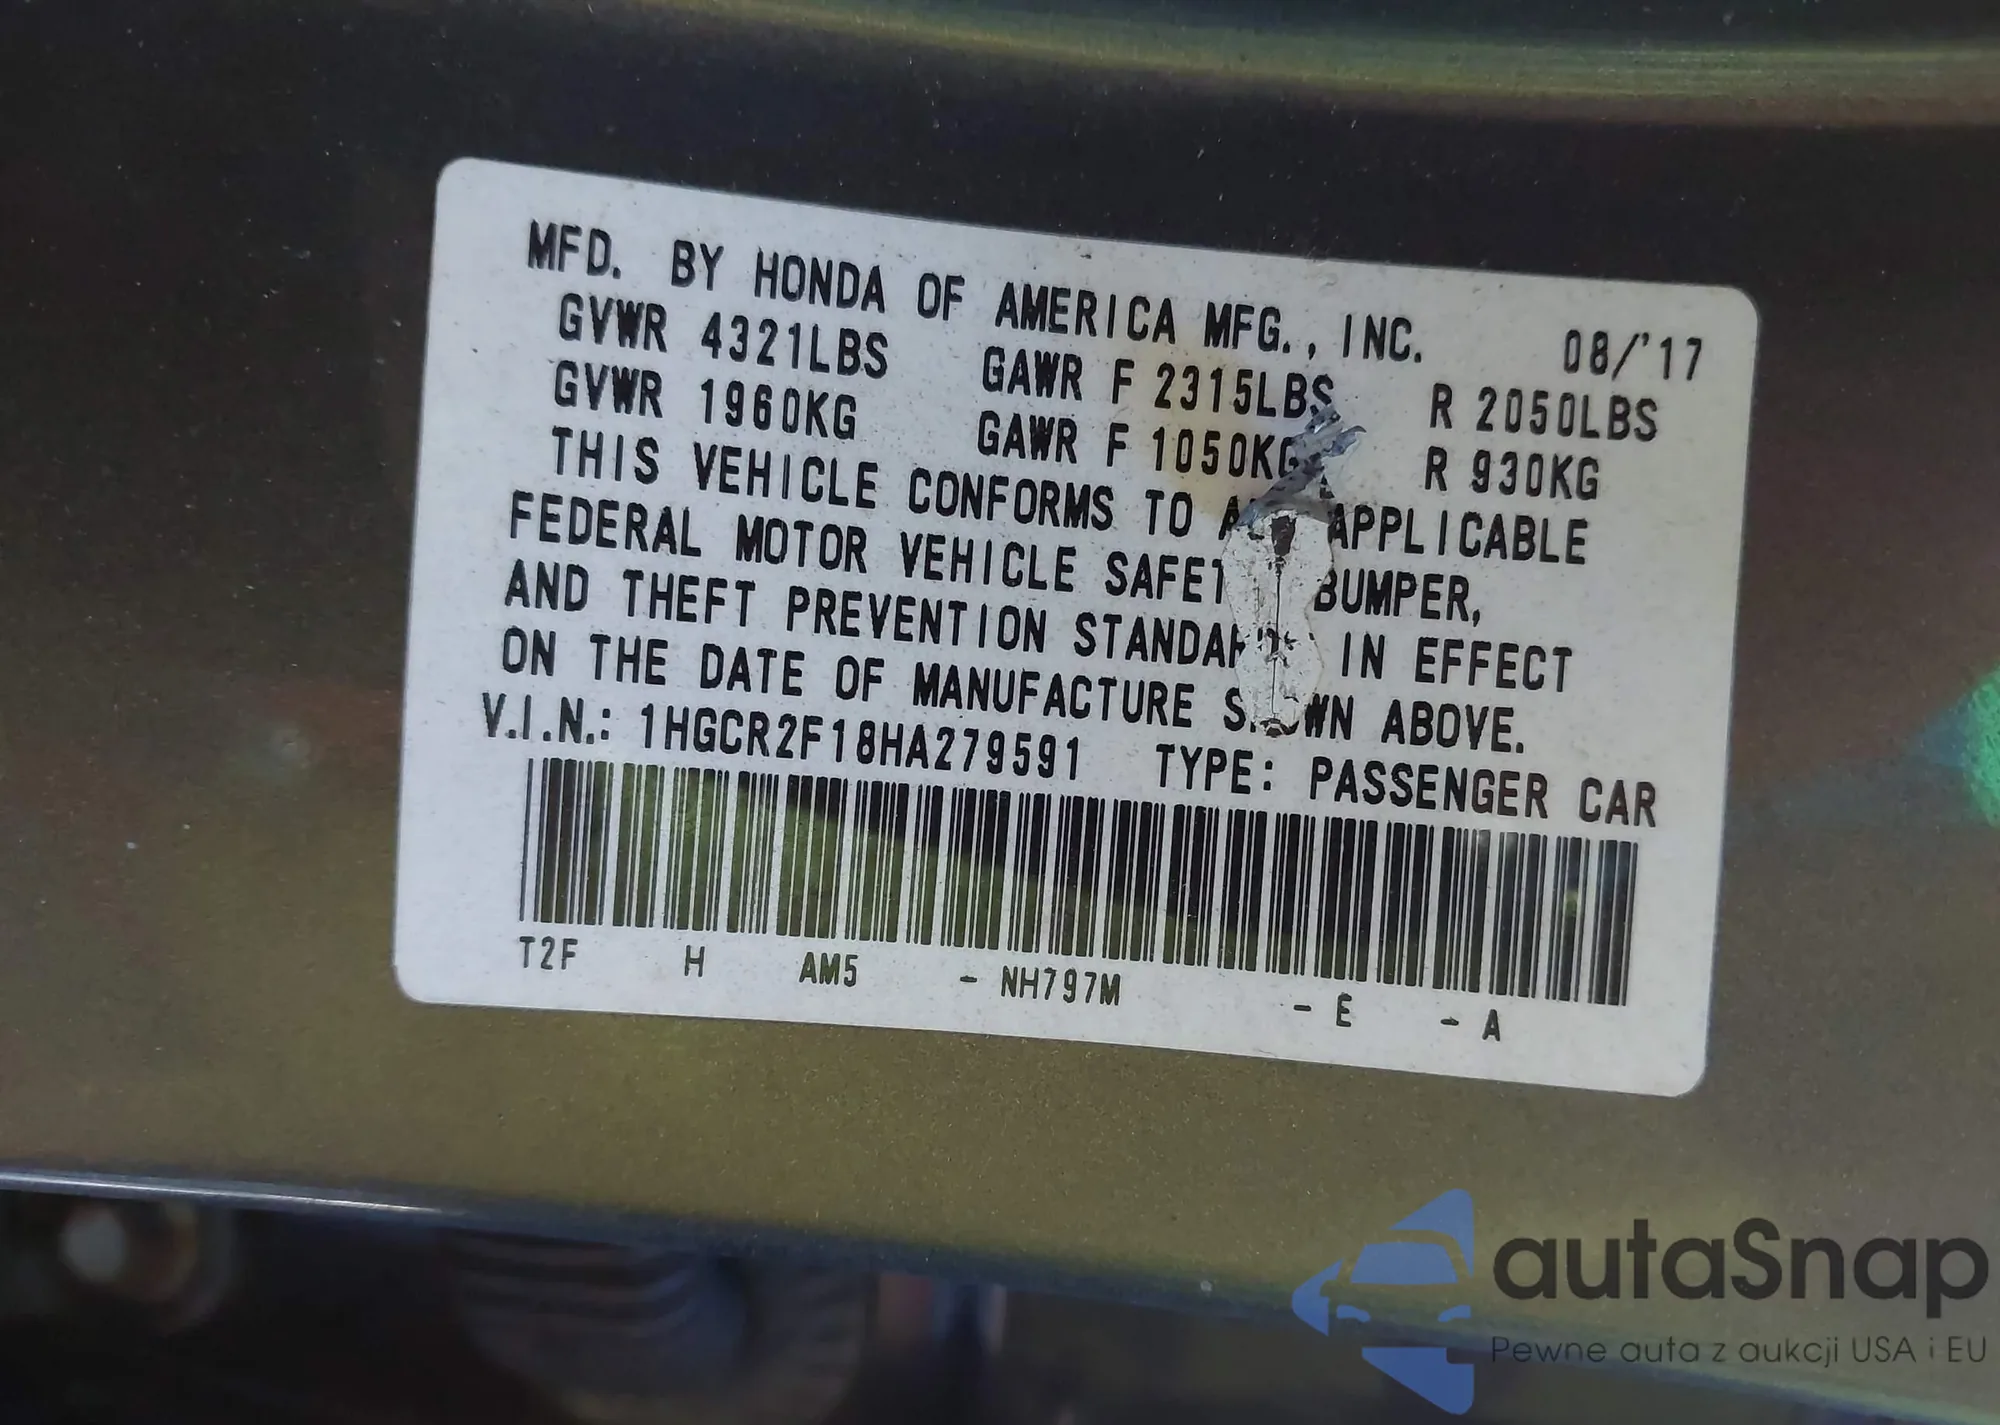 MFD. BY HONDA OF AMERICA MFG., INC. 08/'17
GVWR 4321LBS GAWR F 2315LBS R 2050LBS
GVWR 1960KG GAWR F 1050KG R 930KG
THIS VEHICLE CONFORMS TO APPLICABLE
FEDERAL MOTOR VEHICLE BUMPER,
AND THEFT PREVENTION IN EFFECT
ON THE DATE OF MANUFACTURE ABOVE.
V.I.N.: 1HGCR2F18HA279591 TYPE: PASSENGER CAR
T2F H AM5 - NH797M - E - A
autaSnap
Pewne auta z aukcji USA i EU